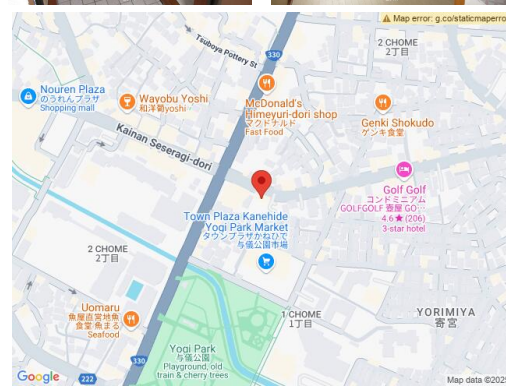 ⚠ Map error: g.co/staticmaperro
Tsuboya Pottery St
330
2 CHOME
2丁目
Nouren Plaza
のうれんプラザ
Shopping mall
Wayobu Yoshi
和洋菊yoshi
McDonald's
Himeyuri-dori shop
マクドナルド
Fast Food
Genki Shokudo
ゲンキ食堂
Kainan Seseragi-dori
Golf Golf
コンドミニアム
GOLFGOLF 壺屋 GO...
4.6★ (206)
3-star hotel
Town Plaza Kanehide
Yogi Park Market
タウンプラザかねひで
与儀公園市場
2 CHOME
2丁目
Uomaru
魚屋直営地魚
食堂 魚まる
Seafood
1 CHOME
1丁目
YORIMIYA
寄宮
Yogi Park
与儀公園
Playground, old
train & cherry trees
330
222
Google
Map data ©2025